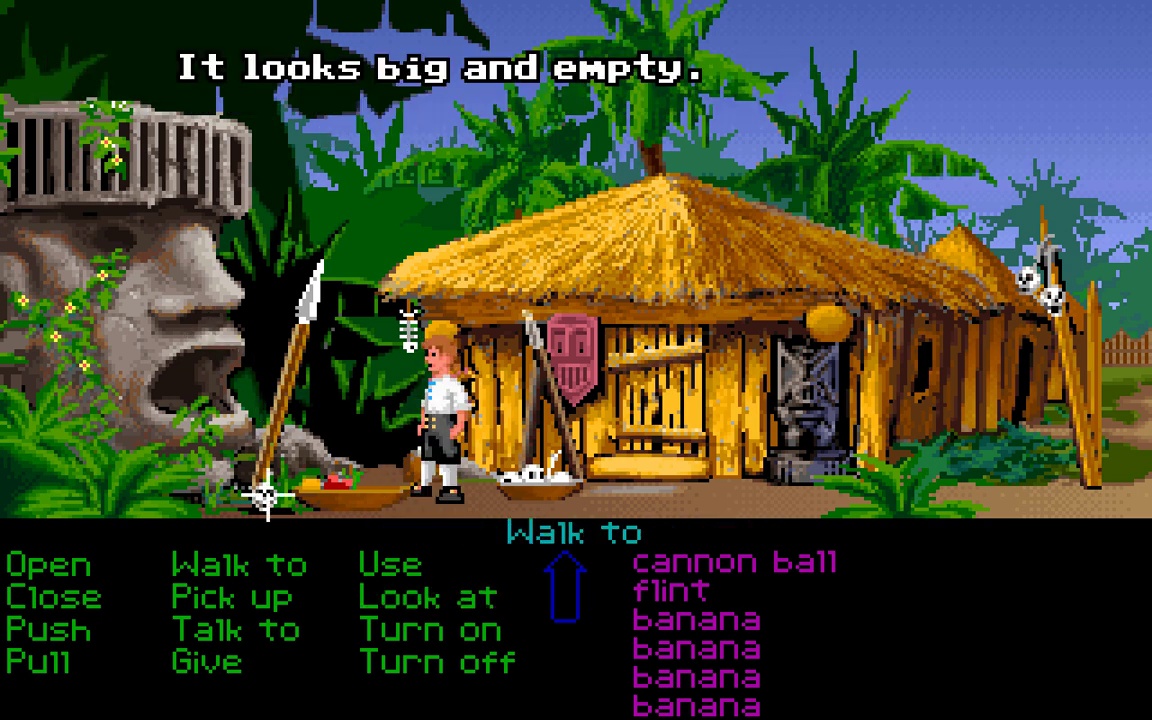 It looks big and empty.
Walk to
Open Walk to Use
Close Pick up Look at
Push Talk to Turn on
Pull Give Turn off
cannon ball
flint
banana
banana
banana
banana